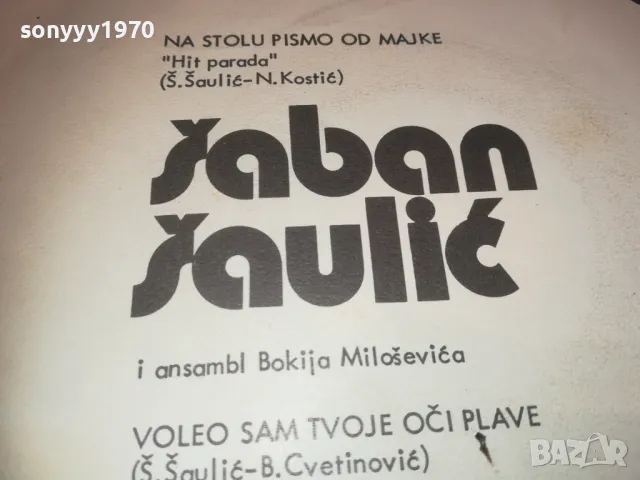 sonyyy1970
NA STOLU PISMO OD MAJKE
"Hit parada"
(Š.Šaulić-N.Kostić)
šaban
šaulić
i ansambl Bokija Miloševića
VOLEO SAM TVOJE OČI PLAVE
(Š.Šaulić-B.Cvetinović)
BAZAR